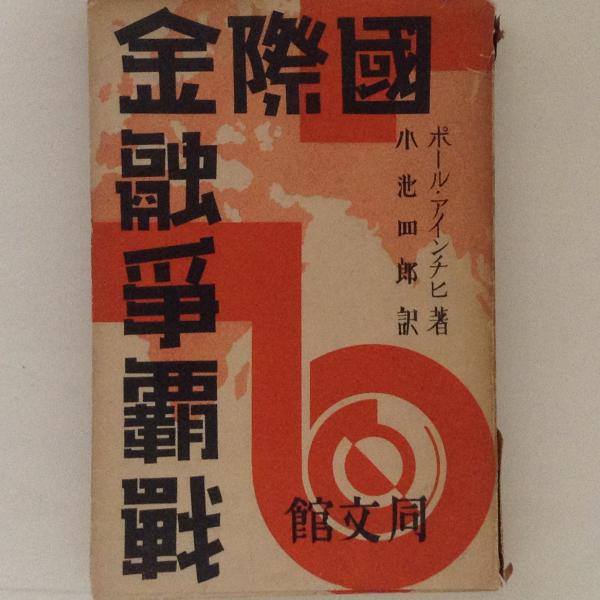 國際金
融爭覇戰
ポール・アインチヒ著
小池四郎訳
同文館